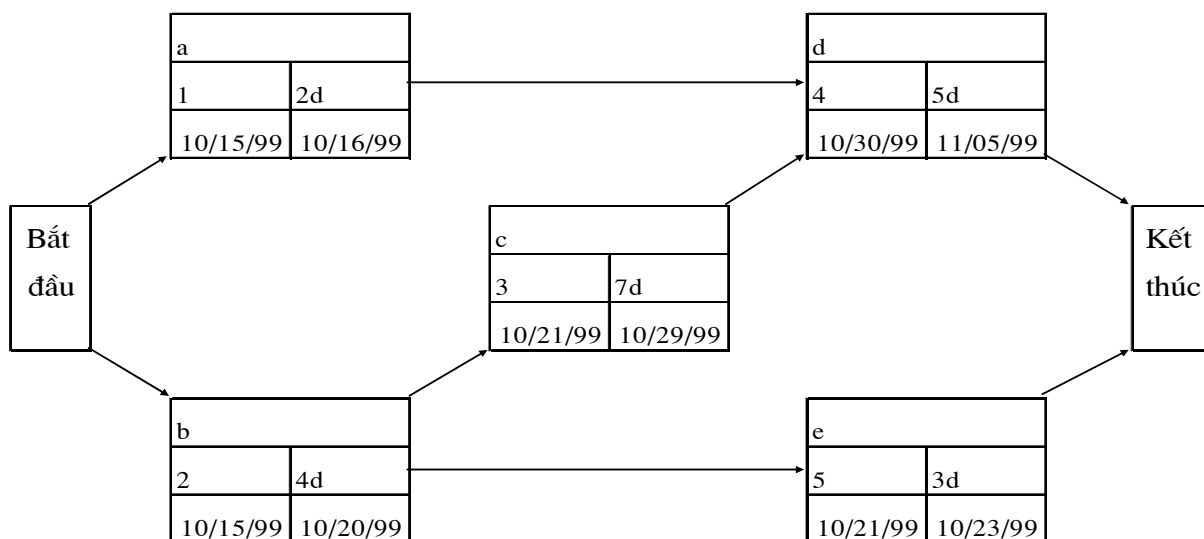 a
1 2d
10/15/99 10/16/99
d
4 5d
10/30/99 11/05/99
Bắt
đầu
c
3 7d
10/21/99 10/29/99
Kết
thúc
b
2 4d
10/15/99 10/20/99
e
5 3d
10/21/99 10/23/99